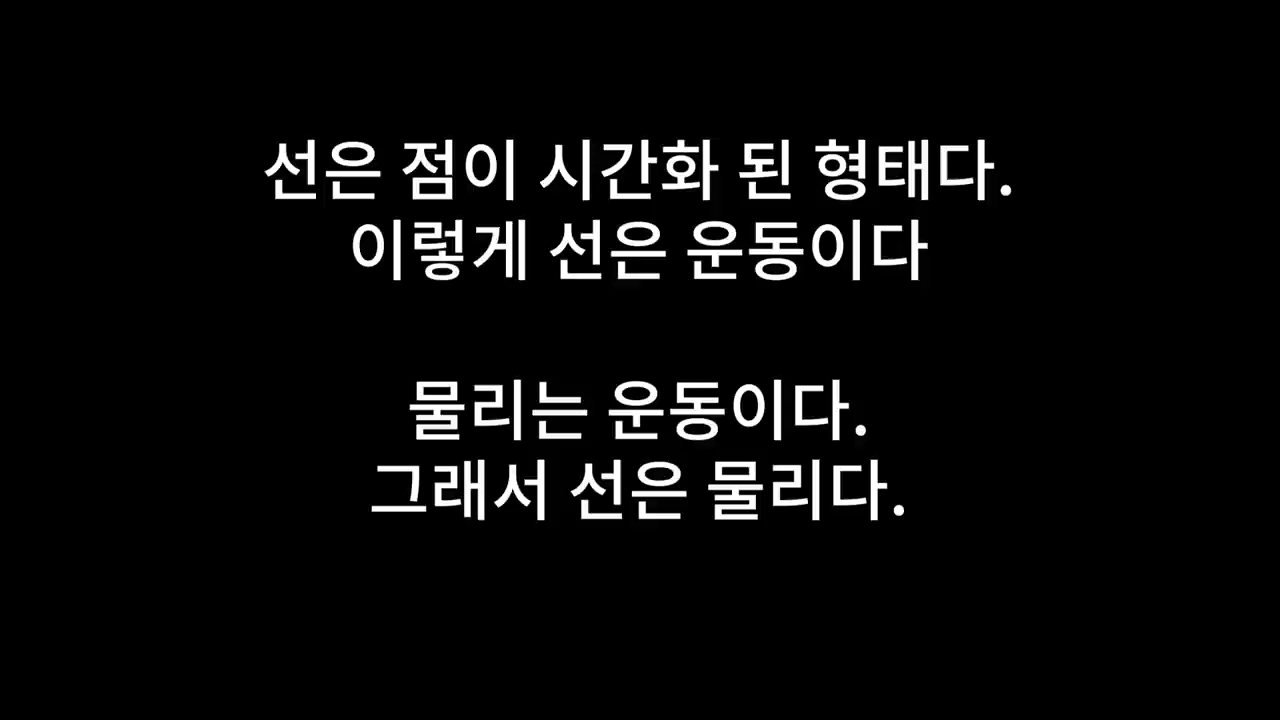 선은 점이 시간화 된 형태다.
이렇게 선은 운동이다
물리는 운동이다.
그래서 선은 물리다.